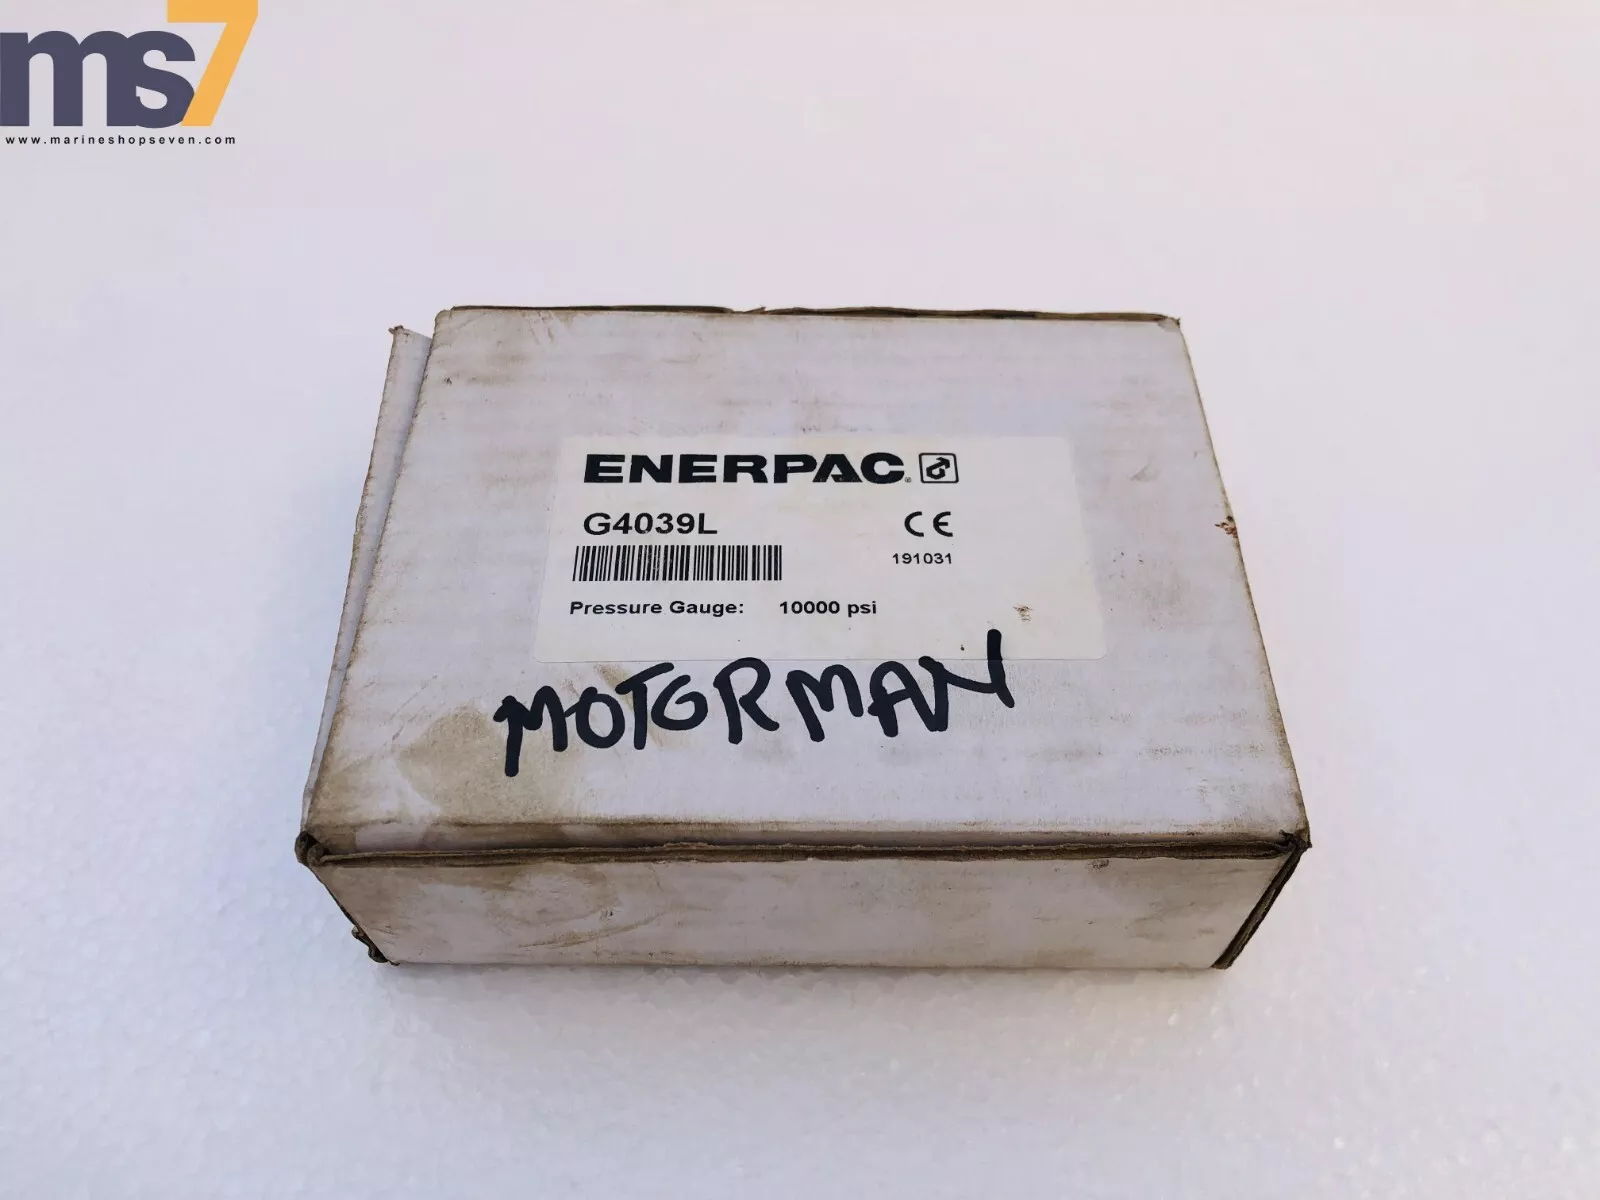 ms7
www.marineshopseven.com
ENERPAC®
G4039L CE
191031
Pressure Gauge: 10000 psi
MOTORMAN